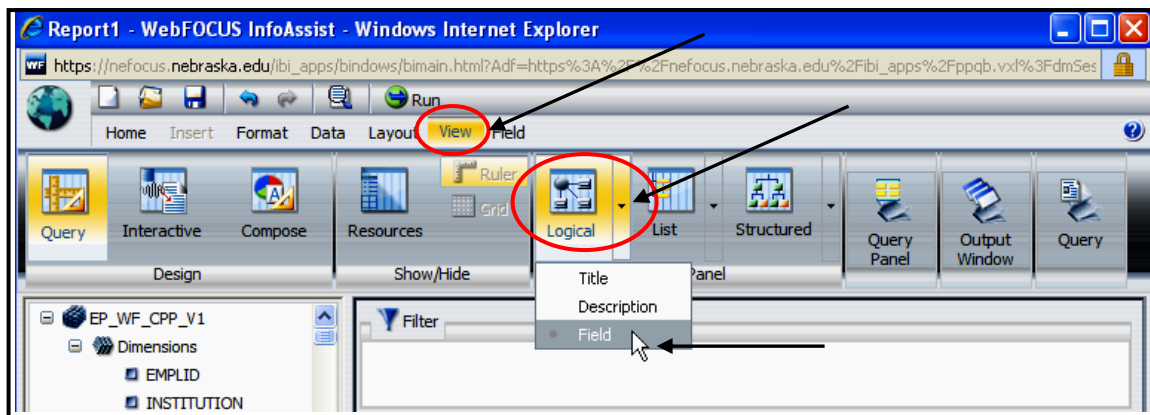 Report1 - WebFOCUS InfoAssist - Windows Internet Explorer
WF https://nefocus.nebraska.edu/ibi_apps/bindows/bimain.html?Adf=https%3A%2F%2Fnefocus.nebraska.edu%2Fibi_apps%2Fppqb.vxl%3FdmSes
Run
Home Insert Format Data Layout View Field
Ruler
Grid
Query Interactive Compose Resources Logical List Structured Query Panel Output Window Query
Design Show/Hide Panel
Title
Description
Field
EP_WF_CPP_V1
Filter
Dimensions
EMPLID
INSTITUTION